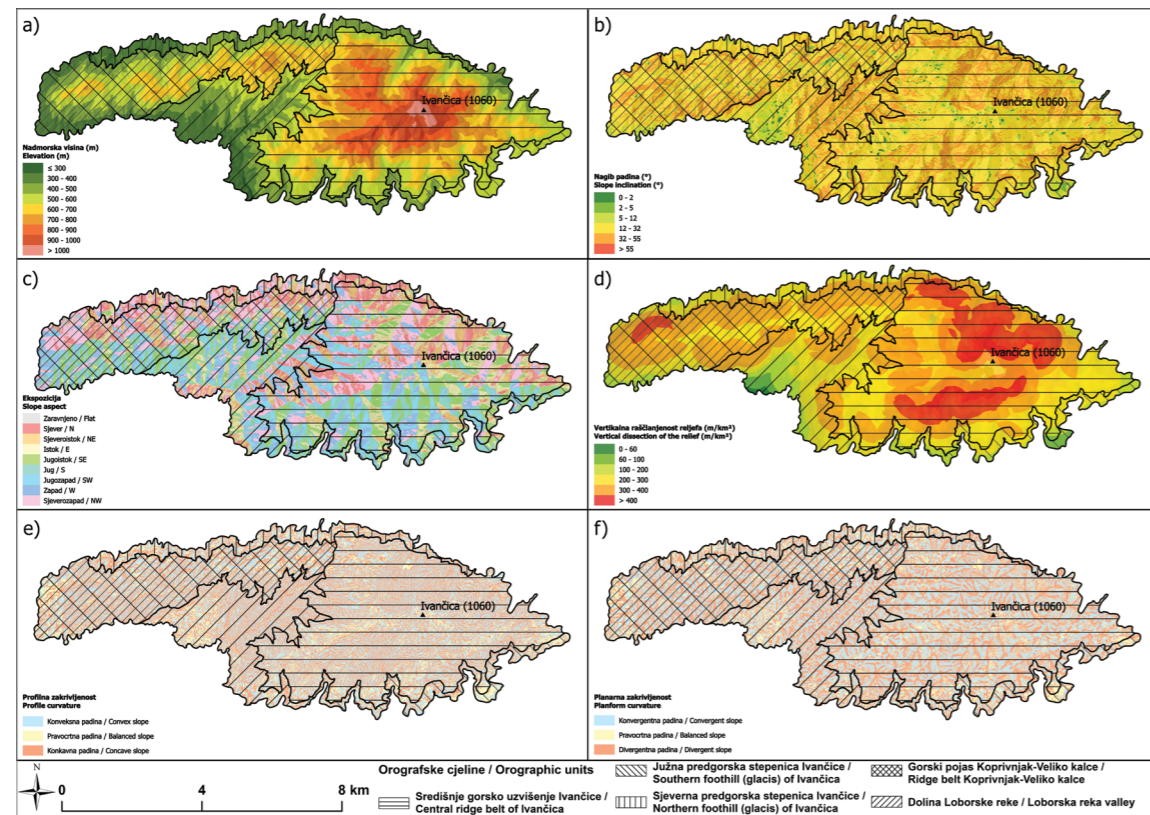 a)
Ivančica (1060)
Nadmorska visina (m)
Elevation (m)
≤ 300
300 - 400
400 - 500
500 - 600
600 - 700
700 - 800
800 - 900
900 - 1000
> 1000
b)
Ivančica (1060)
Nagib padina (°)
Slope inclination (°)
0 - 2
2 - 5
5 - 12
12 - 32
32 - 55
> 55
c)
Ivančica (1060)
Ekspozicija
Slope aspect
Zaravnjeno / Flat
Sjever / N
Sjeveroistok / NE
Istok / E
Jugoistok / SE
Jug / S
Jugozapad / SW
Zapad / W
Sjeverozapad / NW
d)
Ivančica (1060)
Vertikalna raščlanjenost reljefa (m/km²)
Vertical dissection of the relief (m/km²)
0 - 60
60 - 100
100 - 200
200 - 300
300 - 400
> 400
e)
Ivančica (1060)
Profilna zakrivljenost
Profile curvature
Konveksna padina / Convex slope
Pravocrtna padina / Balanced slope
Konkavna padina / Concave slope
f)
Ivančica (1060)
Planarna zakrivljenost
Planform curvature
Konvergentna padina / Convergent slope
Pravocrtna padina / Balanced slope
Divergentna padina / Divergent slope
N
0 4 8 km
Orografske cjeline / Orographic units
Središnje gorsko uzvišenje Ivančice /
Central ridge belt of Ivančica
Južna predgorska stepenica Ivančice /
Southern foothill (glacis) of Ivančica
Sjeverna predgorska stepenica Ivančice /
Northern foothill (glacis) of Ivančica
Gorski pojas Koprivnjak-Veliko kalce /
Ridge belt Koprivnjak-Veliko kalce
Dolina Loborske reke / Loborska reka valley